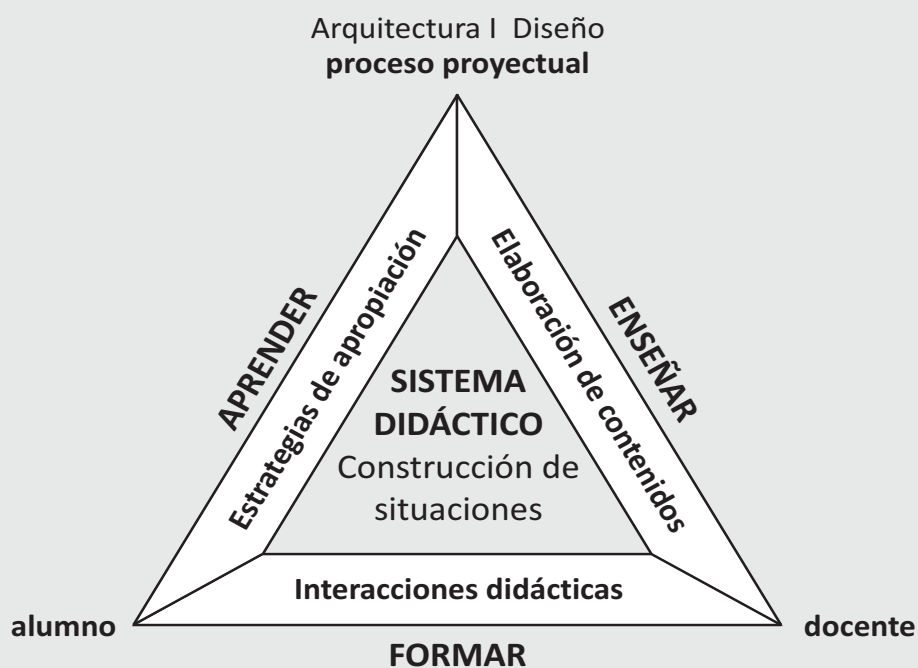 Arquitectura I Diseño
proceso proyectual
APRENDER
Estrategias de apropiación
Elaboración de contenidos
ENSEÑAR
SISTEMA
DIDÁCTICO
Construcción de
situaciones
Interacciones didácticas
alumno
docente
FORMAR